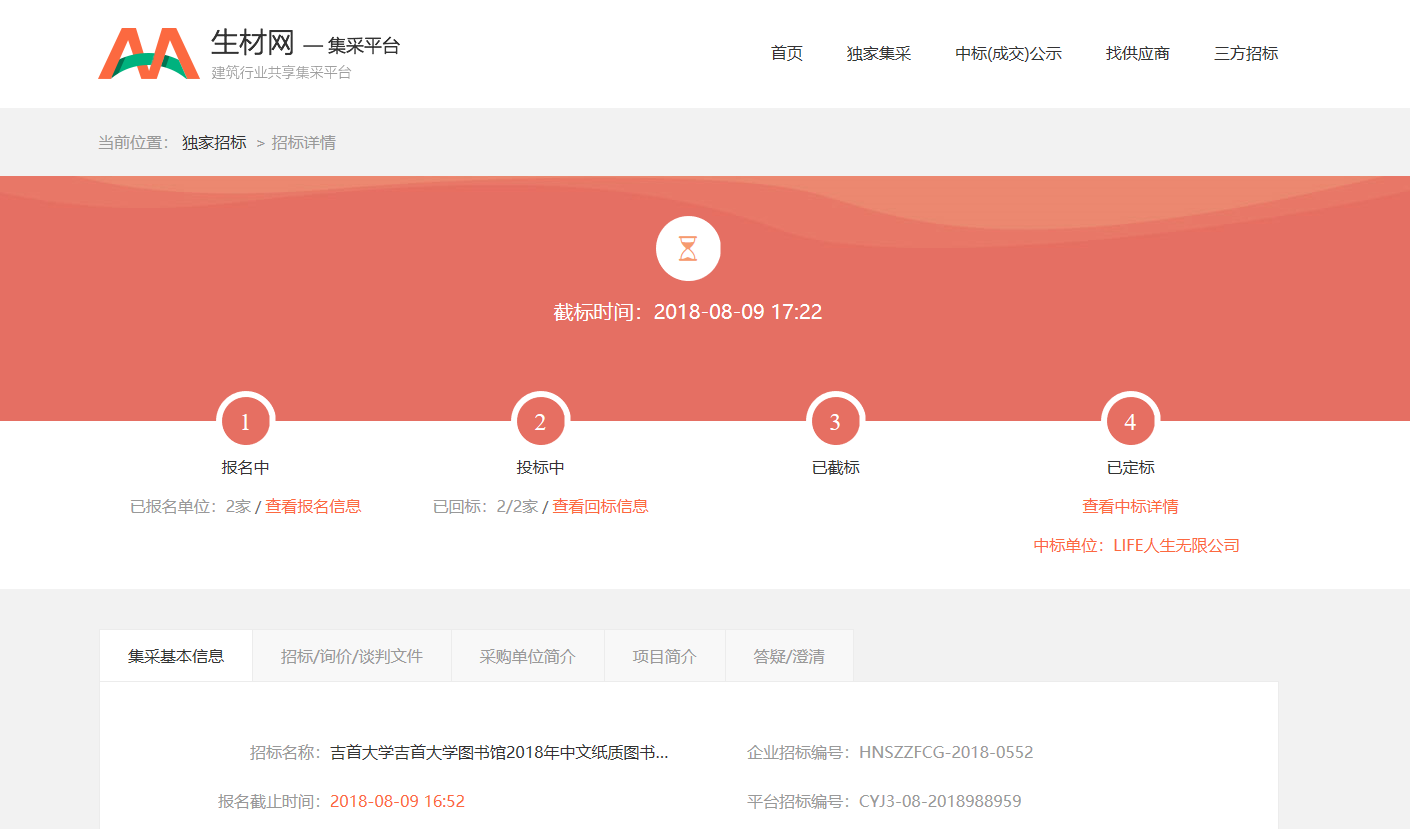 生材网 — 集采平台
建筑行业共享集采平台
首页 独家集采 中标(成交)公示 找供应商 三方招标
当前位置： 独家招标 > 招标详情
截标时间：2018-08-09 17:22
1 2 3 4
报名中 投标中 已截标 已定标
已报名单位：2家 / 查看报名信息 已回标：2/2家 / 查看回标信息 查看中标详情
中标单位：LIFE人生无限公司
集采基本信息 招标/询价/谈判文件 采购单位简介 项目简介 答疑/澄清
招标名称：吉首大学吉首大学图书馆2018年中文纸质图书... 企业招标编号：HNSZZFCG-2018-0552
报名截止时间：2018-08-09 16:52 平台招标编号：CYJ3-08-2018988959